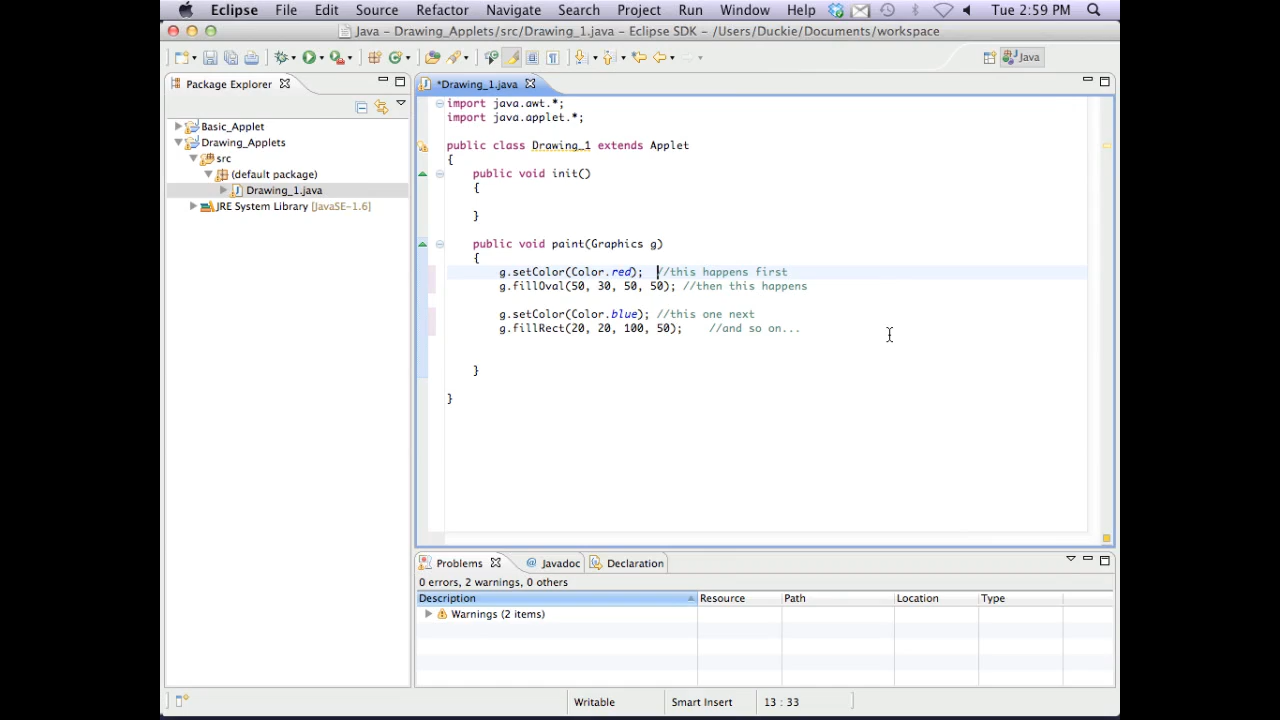 Eclipse File Edit Source Refactor Navigate Search Project Run Window Help Tue 2:59 PM
Java – Drawing_Applets/src/Drawing_1.java – Eclipse SDK – /Users/Duckie/Documents/workspace
Java
Package Explorer
Basic_Applet
Drawing_Applets
src
(default package)
Drawing_1.java
JRE System Library [JavaSE-1.6]
*Drawing_1.java
import java.awt.*;
import java.applet.*;
public class Drawing_1 extends Applet
{
public void init()
{
}
public void paint(Graphics g)
{
g.setColor(Color.red); //this happens first
g.fillOval(50, 30, 50, 50); //then this happens
g.setColor(Color.blue); //this one next
g.fillRect(20, 20, 100, 50); //and so on...
}
}
Problems @ Javadoc Declaration
0 errors, 2 warnings, 0 others
Description Resource Path Location Type
Warnings (2 items)
Writable Smart Insert 13 : 33